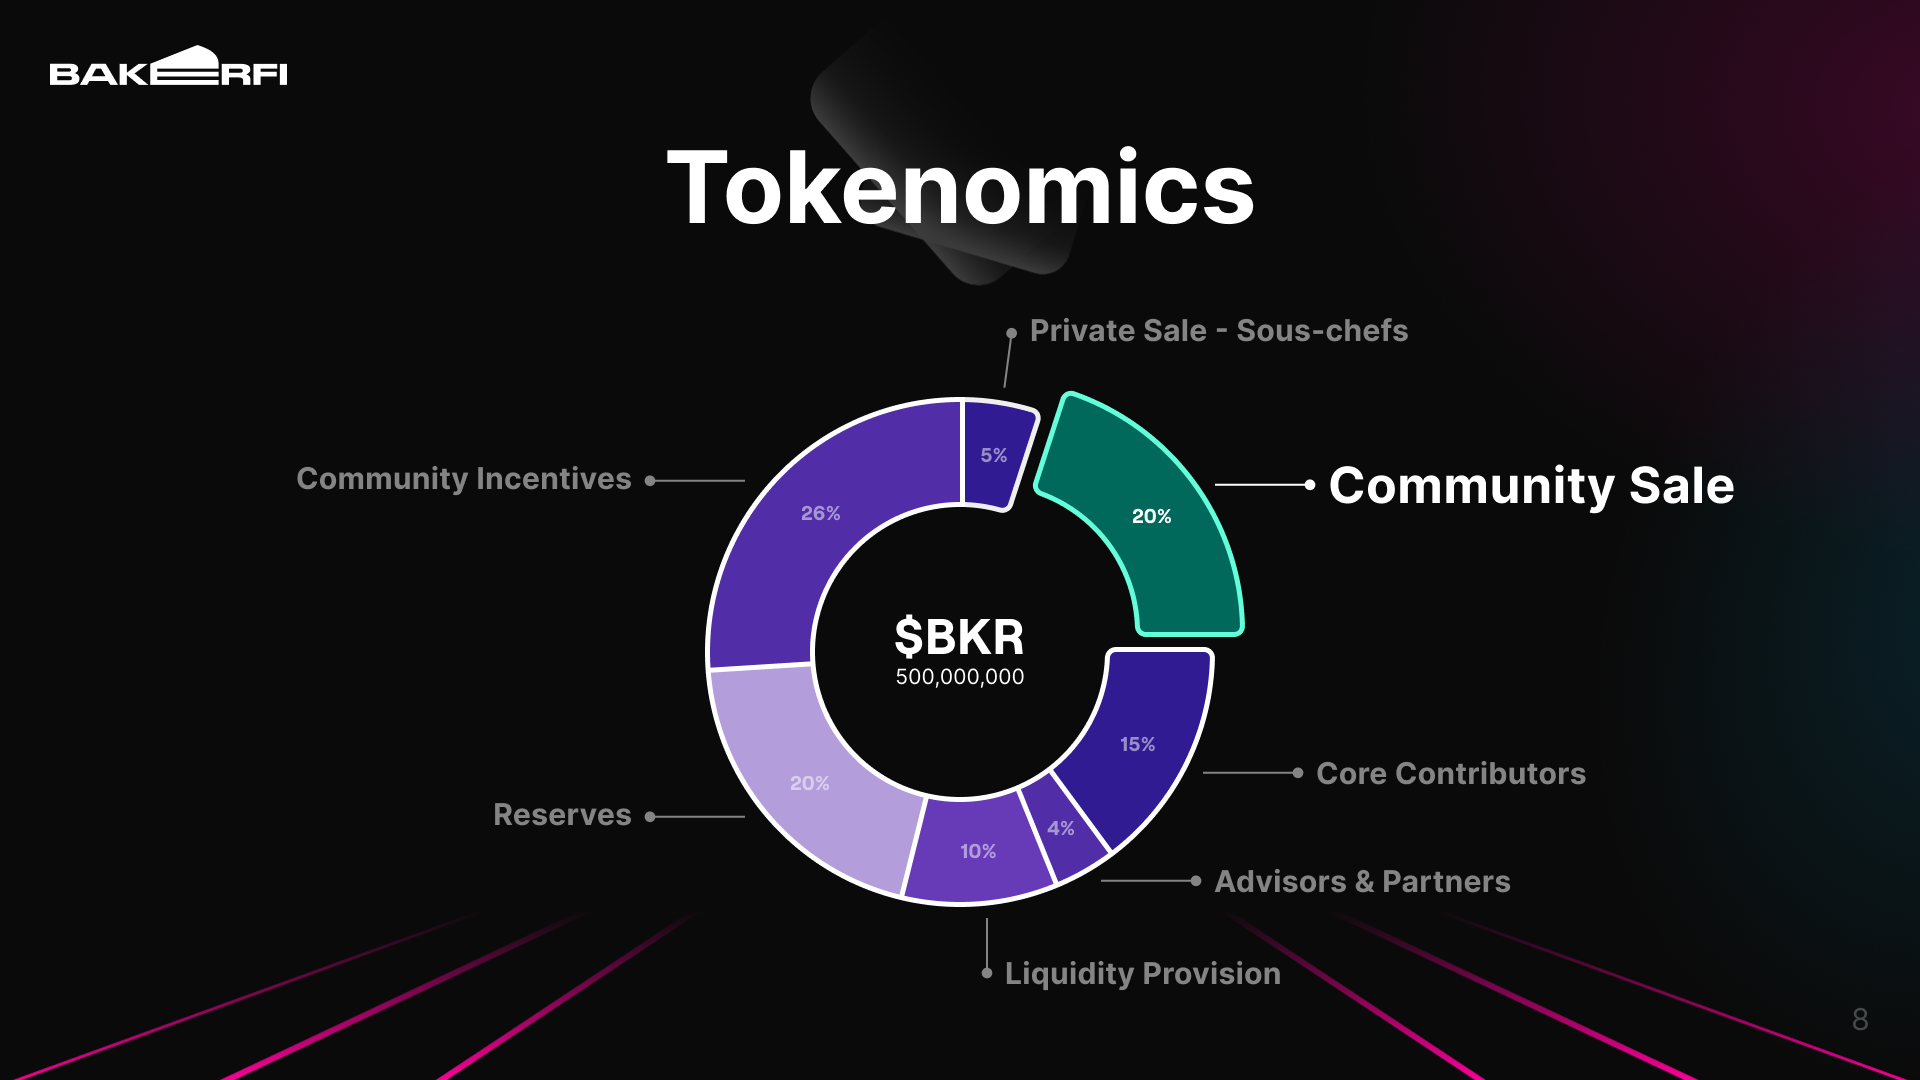 BAKERFI
Tokenomics
Private Sale - Sous-chefs
Community Incentives
5%
Community Sale
26%
20%
$BKR
500,000,000
15%
Core Contributors
20%
Reserves
4%
10%
Advisors & Partners
Liquidity Provision
8